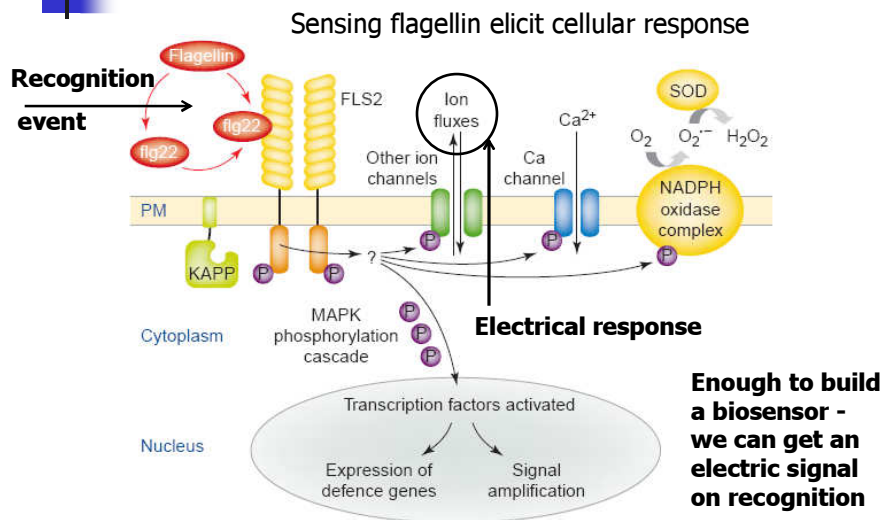 Sensing flagellin elicit cellular response
Recognition
event
Flagellin
flg22
flg22
FLS2
Ion
fluxes
Other ion
channels
Ca
channel
Ca2+
SOD
O2
O2•−
H2O2
NADPH
oxidase
complex
PM
KAPP
P
P
P
P
P
?
Cytoplasm
MAPK
phosphorylation
cascade
P
P
P
Electrical response
Nucleus
Transcription factors activated
Expression of
defence genes
Signal
amplification
Enough to build
a biosensor -
we can get an
electric signal
on recognition